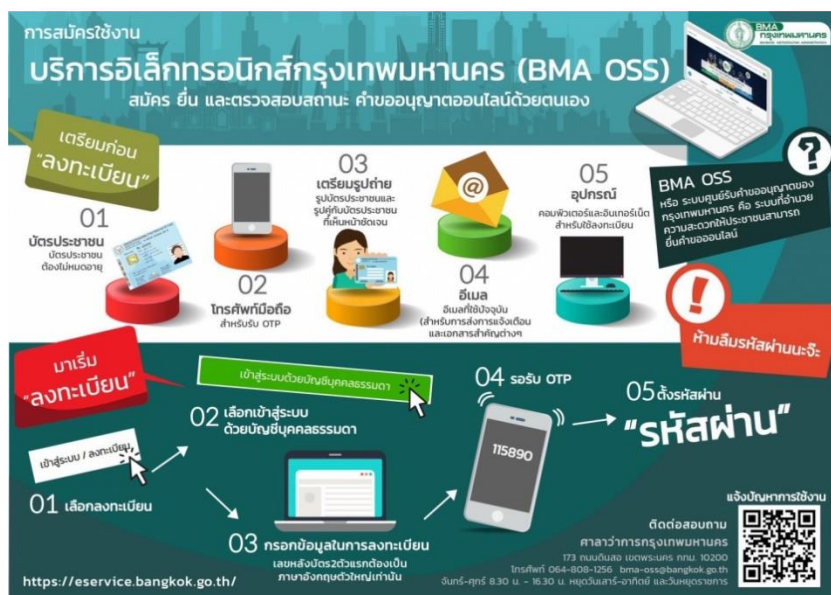 การสมัครใช้งาน
บริการอิเล็กทรอนิกส์กรุงเทพมหานคร (BMA OSS)
สมัคร ยื่น และตรวจสอบสถานะ คำขออนุญาตออนไลน์ด้วยตนเอง
BMA
กรุงเทพมหานคร
เตรียมก่อน
"ลงทะเบียน"
01
บัตรประชาชน
บัตรประชาชน
ต้องไม่หมดอายุ
02
โทรศัพท์มือถือ
สำหรับรับ OTP
03
เตรียมรูปถ่าย
รูปบัตรประชาชนและ
รูปคู่กับบัตรประชาชน
ที่เห็นหน้าชัดเจน
@
04
อีเมล
อีเมลที่ใช้ปัจจุบัน
(สำหรับการส่งการแจ้งเตือน
และเอกสารสำคัญต่างๆ
05
อุปกรณ์
คอมพิวเตอร์และอินเทอร์เน็ต
สำหรับใช้ลงทะเบียน
?
BMA OSS
หรือ ระบบศูนย์รับคำขออนุญาตของ
กรุงเทพมหานคร คือ ระบบที่อำนวย
ความสะดวกให้ประชาชนสามารถ
ยื่นคำขอออนไลน์
!
ห้ามลืมรหัสผ่านนะจ๊ะ
มาเริ่ม
"ลงทะเบียน"
เข้าสู่ระบบ / ลงทะเบียน
01 เลือกลงทะเบียน
เข้าสู่ระบบด้วยบัญชีบุคคลธรรมดา
02 เลือกเข้าสู่ระบบ
ด้วยบัญชีบุคคลธรรมดา
03 กรอกข้อมูลในการลงทะเบียน
เลขหลังบัตร2ตัวแรกต้องเป็น
ภาษาอังกฤษตัวใหญ่เท่านั้น
04 รอรับ OTP
115890
05 ตั้งรหัสผ่าน
"รหัสผ่าน"
แจ้งปัญหาการใช้งาน
ติดต่อสอบถาม
ศาลาว่าการกรุงเทพมหานคร
173 ถนนดินสอ เขตพระนคร กทม. 10200
โทรศัพท์ 064-808-1256 bma-oss@bangkok.go.th
จันทร์-ศุกร์ 8.30 น. - 16.30 น. หยุดวันเสาร์-อาทิตย์ และวันหยุดราชการ
https://eservice.bangkok.go.th/